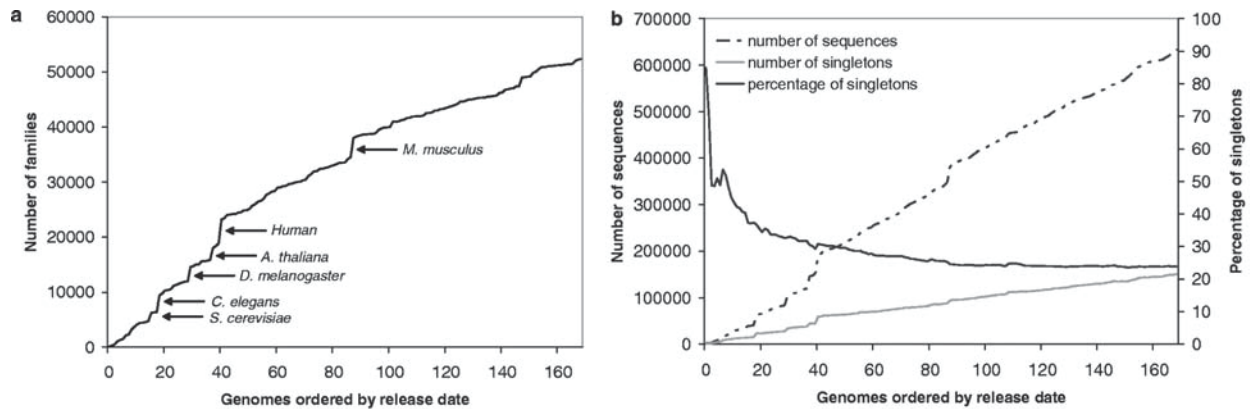 a
60000
50000
40000
30000
20000
10000
0
Number of families
M. musculus
Human
A. thaliana
D. melanogaster
C. elegans
S. cerevisiae
0 20 40 60 80 100 120 140 160
Genomes ordered by release date
b
700000
600000
500000
400000
300000
200000
100000
0
Number of sequences
number of sequences
number of singletons
percentage of singletons
100
90
80
70
60
50
40
30
20
10
0
Percentage of singletons
0 20 40 60 80 100 120 140 160
Genomes ordered by release date